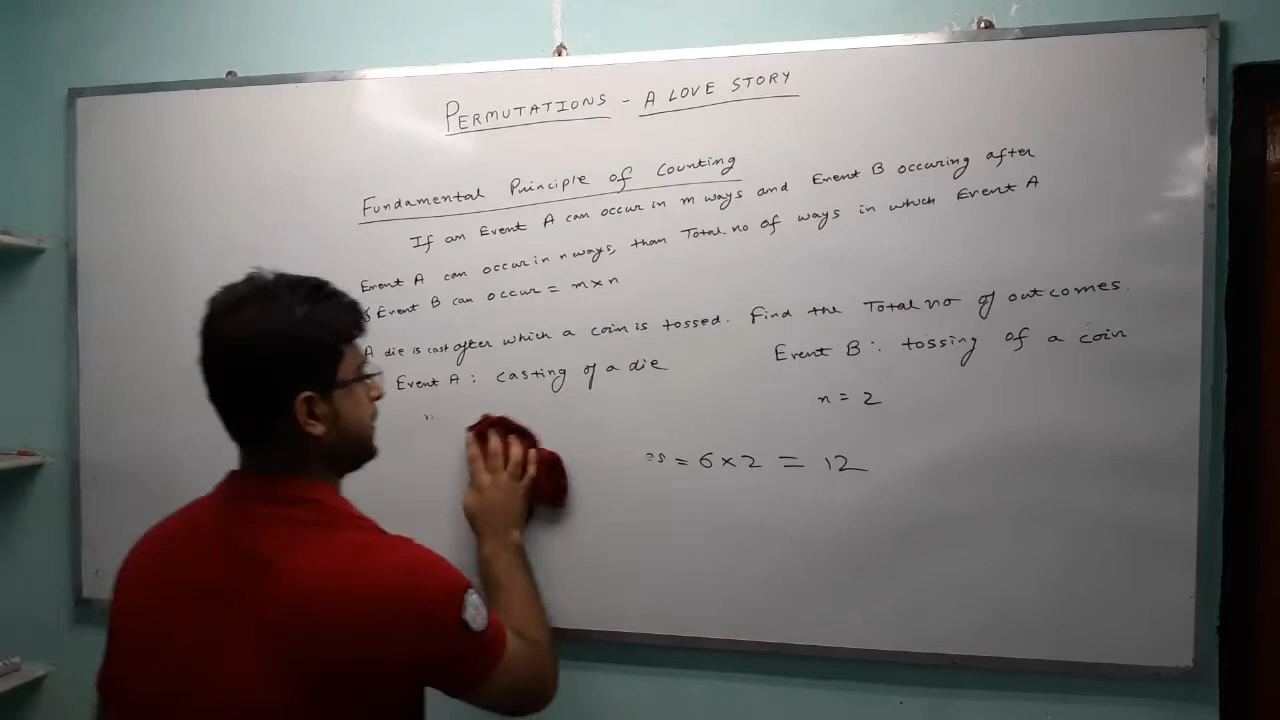 PERMUTATIONS - A LOVE STORY
Fundamental Principle of Counting
If an Event A can occur in m ways and Event B occuring after
Event A can occur in n ways, than Total no of ways in which Event A
& Event B can occur = m×n
A die is cast after which a coin is tossed. Find the Total no of outcomes.
Event A: casting of a die Event B: tossing of a coin
n = 2
es = 6×2 = 12